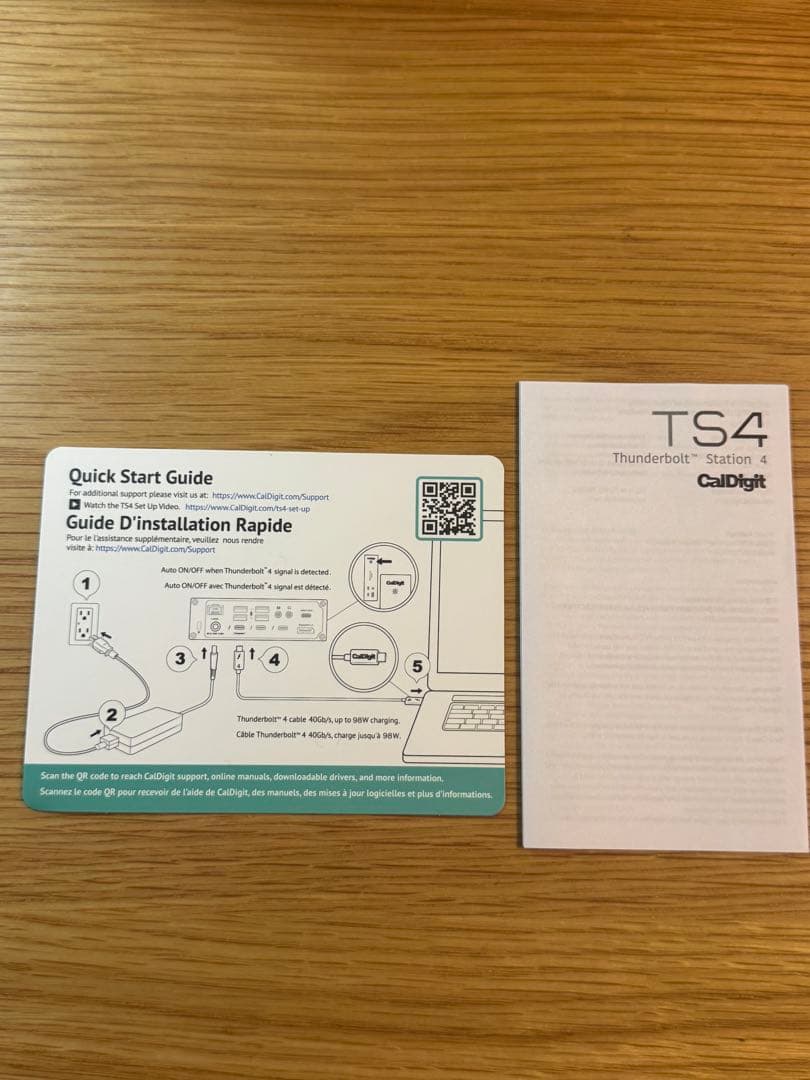 Quick Start Guide
For additional support please visit us at: https://www.CalDigit.com/Support
Watch the TS4 Set Up Video. https://www.CalDigit.com/ts4-set-up
Guide D'installation Rapide
Pour le l'assistance supplémentaire, veuillez nous rendre
visite à: https://www.CalDigit.com/Support
Auto ON/OFF when Thunderbolt™4 signal is detected.
Auto ON/OFF avec Thunderbolt™4 signal est détecté.
CalDigit
1
2
3
4
CalDigit
5
Thunderbolt™ 4 cable 40Gb/s, up to 98W charging.
Câble Thunderbolt™ 4 40Gb/s, charge jusqu'à 98W.
Scan the QR code to reach CalDigit support, online manuals, downloadable drivers, and more information.
Scannez le code QR pour recevoir de l'aide de CalDigit, des manuels, des mises à jour logicielles et plus d'informations.
TS4
Thunderbolt™ Station 4
CalDigit